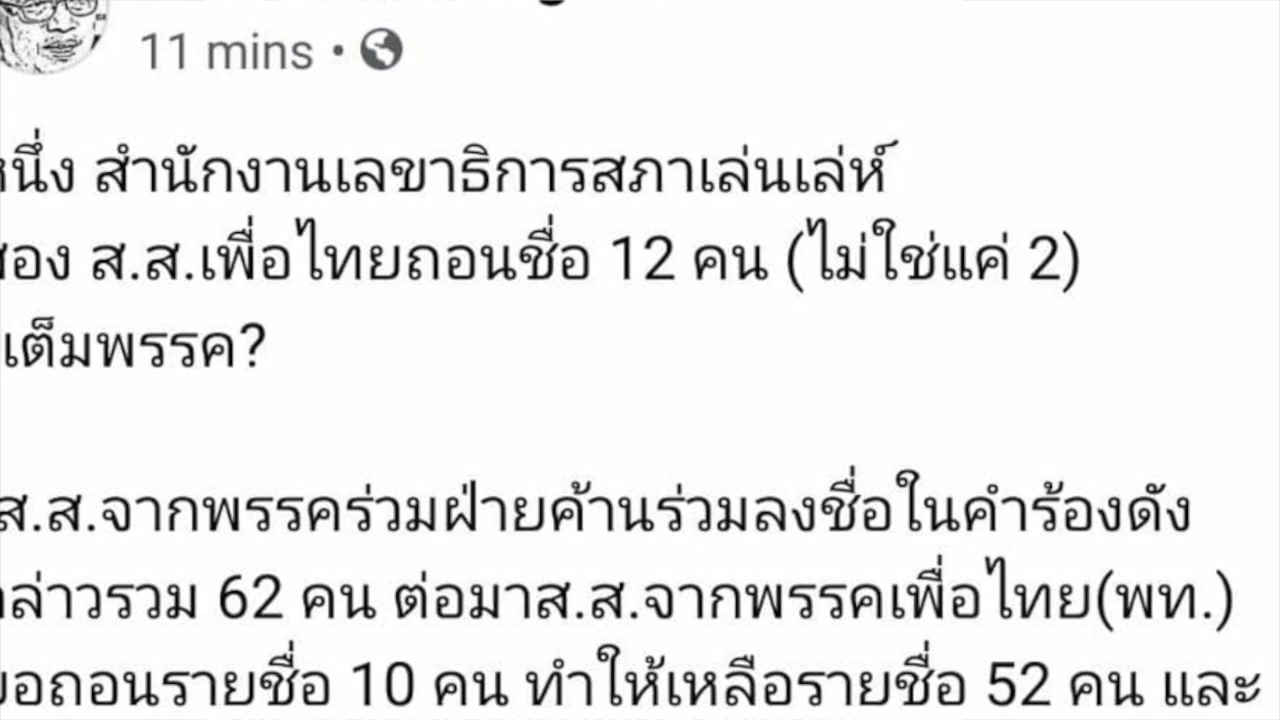 11 mins •
นึ่ง สำนักงานเลขาธิการสภาเล่นเล่ห์
สอง ส.ส.เพื่อไทยถอนชื่อ 12 คน (ไม่ใช่แค่ 2)
เต็มพรรค?
ส.ส.จากพรรคร่วมฝ่ายค้านร่วมลงชื่อในคำร้องดัง
ล่าวรวม 62 คน ต่อมาส.ส.จากพรรคเพื่อไทย(พท.)
อถอนรายชื่อ 10 คน ทำให้เหลือรายชื่อ 52 คน และ